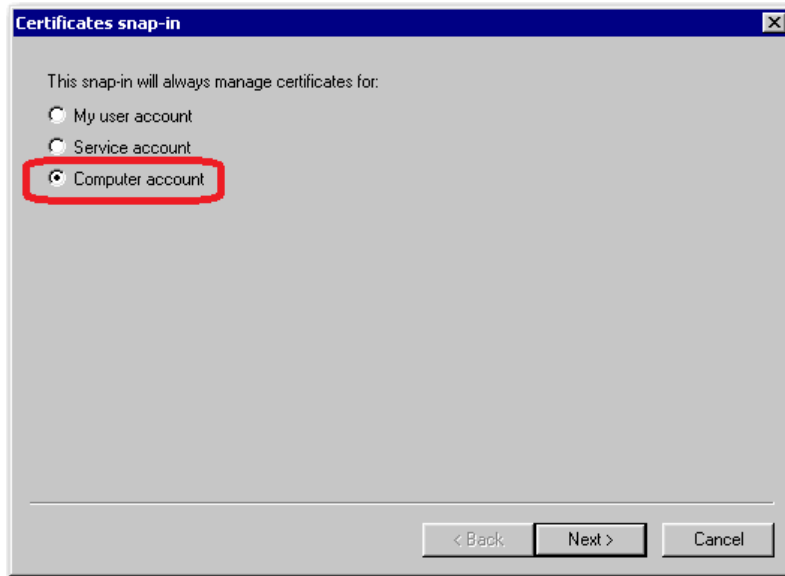 Certificates snap-in
This snap-in will always manage certificates for:
My user account
Service account
Computer account
< Back Next > Cancel